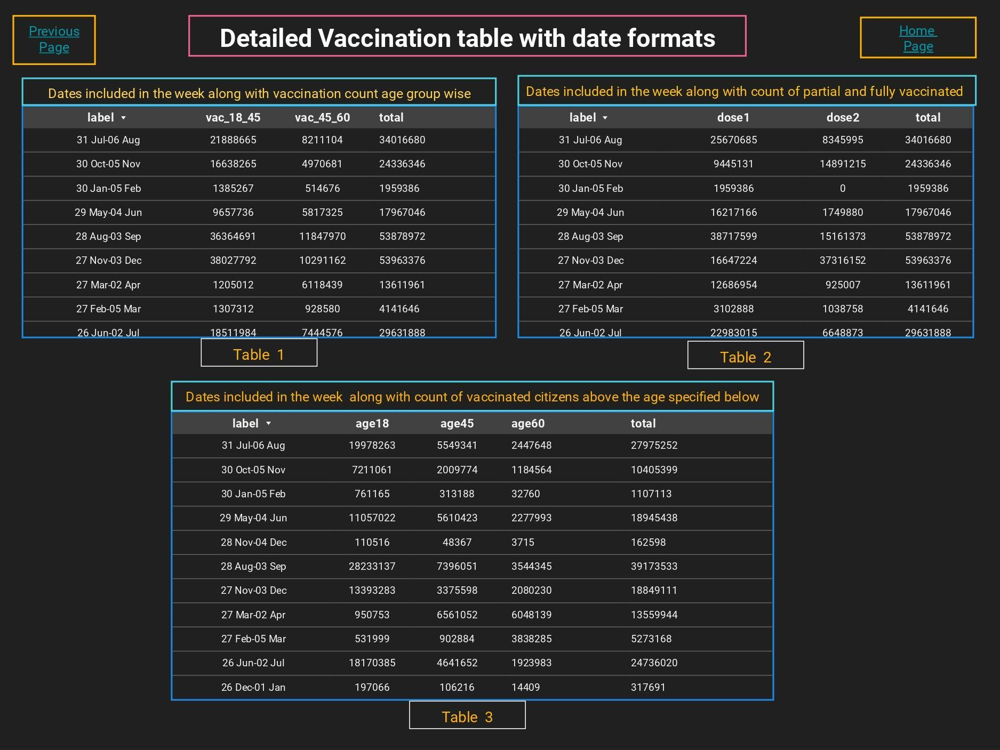 Previous
Page
Detailed Vaccination table with date formats
Home
Page
Dates included in the week along with vaccination count age group wise
label vac_18_45 vac_45_60 total
31 Jul-06 Aug 21888665 8211104 34016680
30 Oct-05 Nov 16638265 4970681 24336346
30 Jan-05 Feb 1385267 514676 1959386
29 May-04 Jun 9657736 5817325 17967046
28 Aug-03 Sep 36364691 11847970 53878972
27 Nov-03 Dec 38027792 10291162 53963376
27 Mar-02 Apr 1205012 6118439 13611961
27 Feb-05 Mar 1307312 928580 4141646
26 Jun-02 Jul 18511984 7444576 29631888
Table 1
Dates included in the week along with count of partial and fully vaccinated
label dose1 dose2 total
31 Jul-06 Aug 25670685 8345995 34016680
30 Oct-05 Nov 9445131 14891215 24336346
30 Jan-05 Feb 1959386 0 1959386
29 May-04 Jun 16217166 1749880 17967046
28 Aug-03 Sep 38717599 15161373 53878972
27 Nov-03 Dec 16647224 37316152 53963376
27 Mar-02 Apr 12686954 925007 13611961
27 Feb-05 Mar 3102888 1038758 4141646
26 Jun-02 Jul 22983015 6648873 29631888
Table 2
Dates included in the week along with count of vaccinated citizens above the age specified below
label age18 age45 age60 total
31 Jul-06 Aug 19978263 5549341 2447648 27975252
30 Oct-05 Nov 7211061 2009774 1184564 10405399
30 Jan-05 Feb 761165 313188 32760 1107113
29 May-04 Jun 11057022 5610423 2277993 18945438
28 Nov-04 Dec 110516 48367 3715 162598
28 Aug-03 Sep 28233137 7396051 3544345 39173533
27 Nov-03 Dec 13393283 3375598 2080230 18849111
27 Mar-02 Apr 950753 6561052 6048139 13559944
27 Feb-05 Mar 531999 902884 3838285 5273168
26 Jun-02 Jul 18170385 4641652 1923983 24736020
26 Dec-01 Jan 197066 106216 14409 317691
Table 3